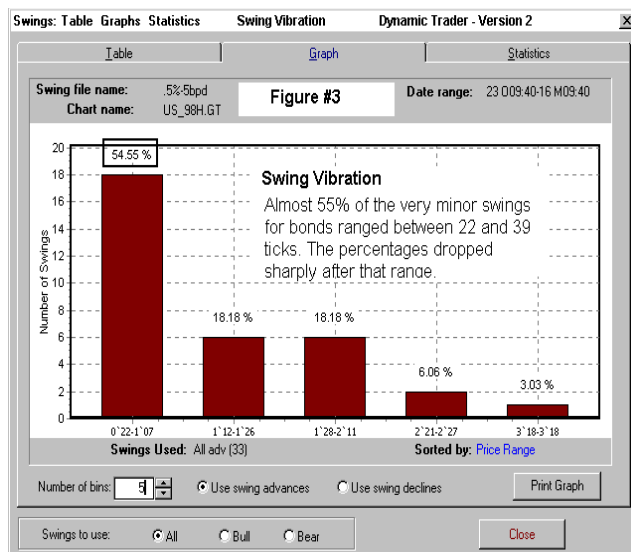 Swings: Table Graphs Statistics Swing Vibration Dynamic Trader - Version 2 X
Table Graph Statistics
Swing file name: .5%-5bpd Figure #3 Date range: 23 O09:40-16 M09:40
Chart name: US_98H.GT
20
54.55 %
18
Swing Vibration
Almost 55% of the very minor swings
16
for bonds ranged between 22 and 39
14
ticks. The percentages dropped
sharply after that range.
12
10
8
18.18 % 18.18 %
6
4
6.06 %
3.03 %
2
0
Number of Swings
0`22-1`07 1`12-1`26 1`28-2`11 2`21-2`27 3`18-3`18
Swings Used: All adv (33) Sorted by: Price Range
Number of bins: 5 Use swing advances Use swing declines Print Graph
Swings to use: All Bull Bear Close